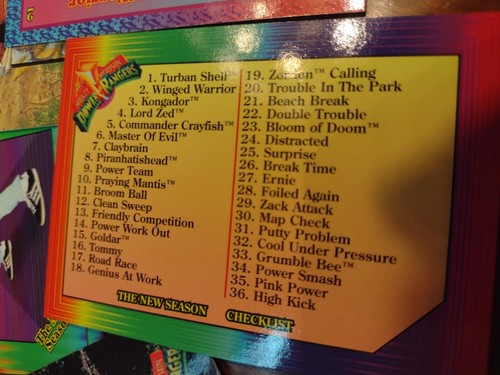 MIGHTY MORPHIN
POWER RANGERS
1. Turban Shell™
2. Winged Warrior
3. Kongador™
4. Lord Zed™
5. Commander Crayfish™
6. Master Of Evil™
7. Claybrain
8. Piranhatishead™
9. Power Team
10. Praying Mantis™
11. Broom Ball
12. Clean Sweep
13. Friendly Competition
14. Power Work Out
15. Goldar™
16. Tommy
17. Road Race
18. Genius At Work
19. Zordon™ Calling
20. Trouble In The Park
21. Beach Break
22. Double Trouble
23. Bloom of Doom™
24. Distracted
25. Surprise
26. Break Time
27. Ernie
28. Foiled Again
29. Zack Attack
30. Map Check
31. Putty Problem
32. Cool Under Pressure
33. Grumble Bee™
34. Power Smash
35. Pink Power
36. High Kick
THE NEW SEASON
CHECKLIST
2